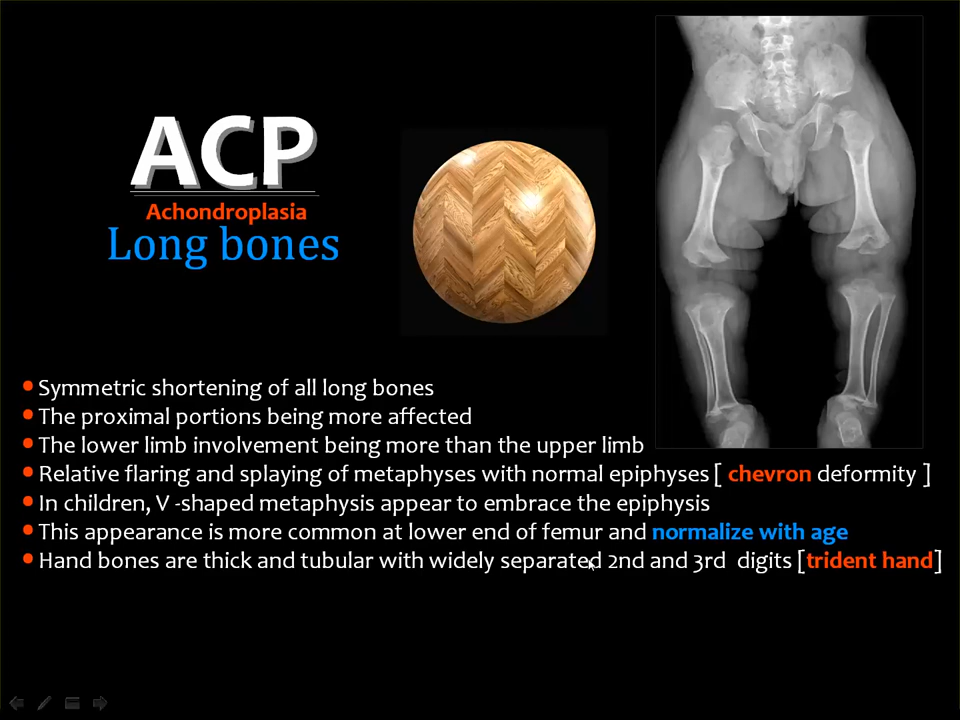 ACP
Achondroplasia
Long bones
• Symmetric shortening of all long bones
• The proximal portions being more affected
• The lower limb involvement being more than the upper limb
• Relative flaring and splaying of metaphyses with normal epiphyses [ chevron deformity ]
• In children, V -shaped metaphysis appear to embrace the epiphysis
• This appearance is more common at lower end of femur and normalize with age
• Hand bones are thick and tubular with widely separated 2nd and 3rd digits [trident hand]